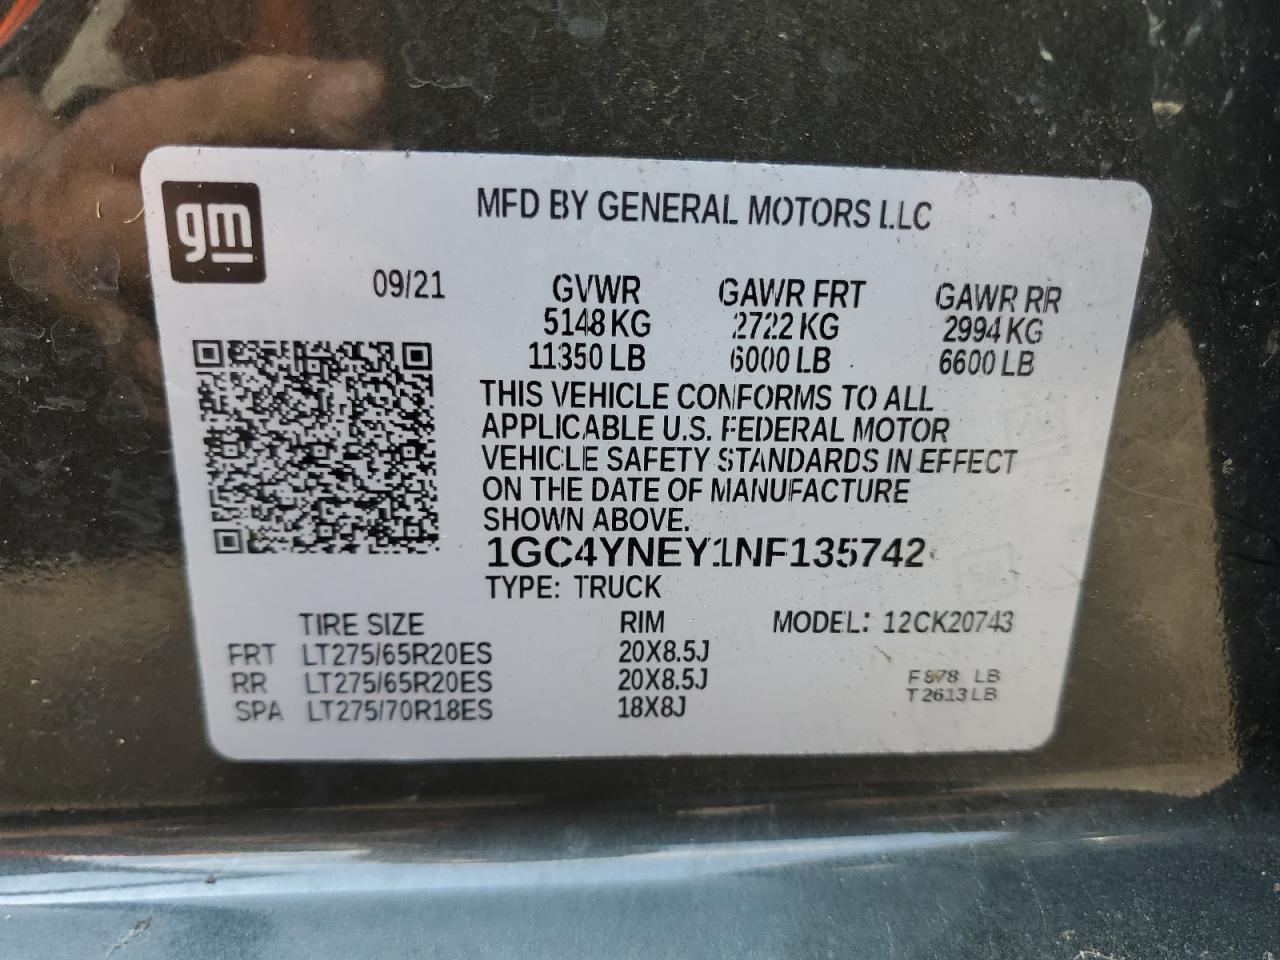 gm
MFD BY GENERAL MOTORS LLC
09/21 GVWR GAWR FRT GAWR RR
5148 KG 2722 KG 2994 KG
11350 LB 6000 LB 6600 LB
THIS VEHICLE CONFORMS TO ALL
APPLICABLE U.S. FEDERAL MOTOR
VEHICLE SAFETY STANDARDS IN EFFECT
ON THE DATE OF MANUFACTURE
SHOWN ABOVE.
1GC4YNEY1NF135742
TYPE: TRUCK
TIRE SIZE RIM MODEL: 12CK20743
FRT LT275/65R20ES 20X8.5J
RR LT275/65R20ES 20X8.5J F 878 LB
SPA LT275/70R18ES 18X8J T 2613 LB